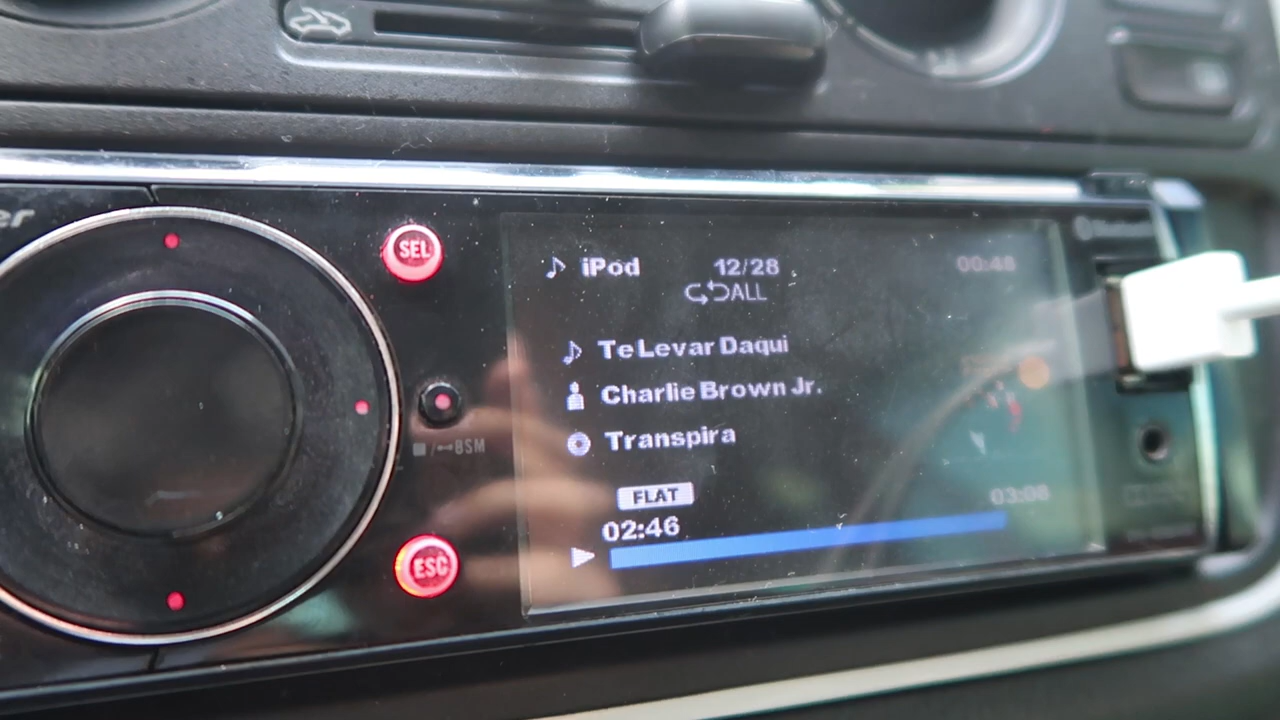 er
SEL
iPod 12/28 00:48
ALL
Te Levar Daqui
Charlie Brown Jr.
Transpira
BSM
FLAT
03:08
02:46
ESC